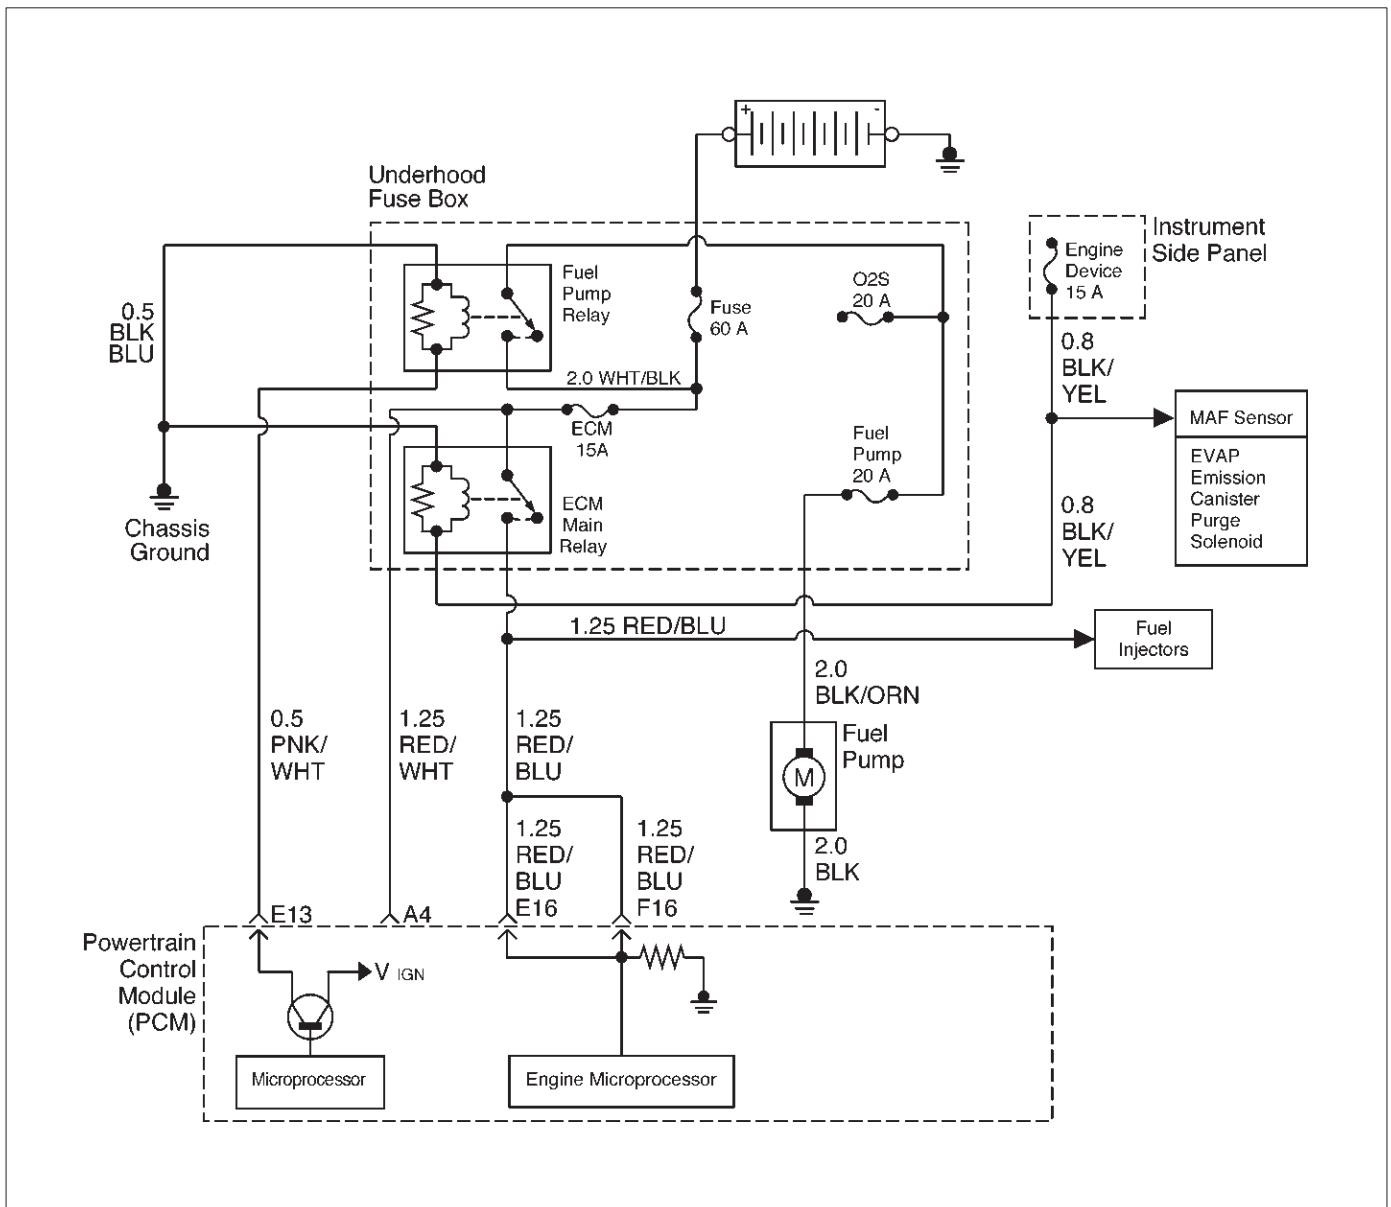 +
-
Underhood
Fuse Box
Instrument
Side Panel
Engine
Device
15 A
Fuel
Pump
Relay
O2S
20 A
Fuse
60 A
0.5
BLK
BLU
0.8
BLK/
YEL
2.0 WHT/BLK
ECM
15A
MAF Sensor
EVAP
Emission
Canister
Purge
Solenoid
Fuel
Pump
20 A
ECM
Main
Relay
Chassis
Ground
0.8
BLK/
YEL
1.25 RED/BLU
Fuel
Injectors
2.0
BLK/ORN
0.5
PNK/
WHT
1.25
RED/
WHT
1.25
RED/
BLU
Fuel
Pump
M
1.25
RED/
BLU
E16
1.25
RED/
BLU
F16
2.0
BLK
E13
A4
Powertrain
Control
Module
(PCM)
V IGN
Microprocessor
Engine Microprocessor